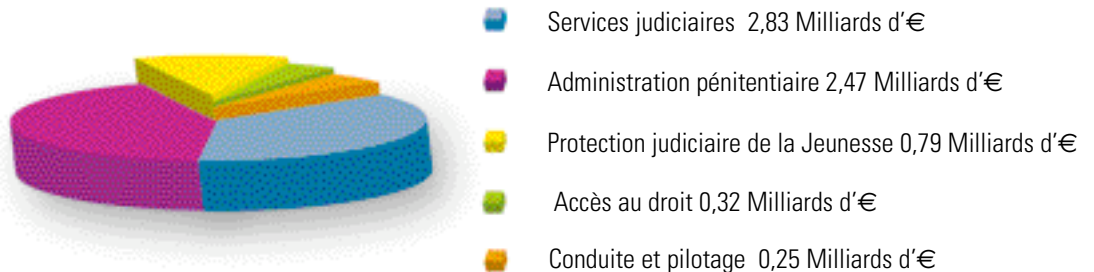 Services judiciaires 2,83 Milliards d'€
Administration pénitentiaire 2,47 Milliards d'€
Protection judiciaire de la Jeunesse 0,79 Milliards d'€
Accès au droit 0,32 Milliards d'€
Conduite et pilotage 0,25 Milliards d'€